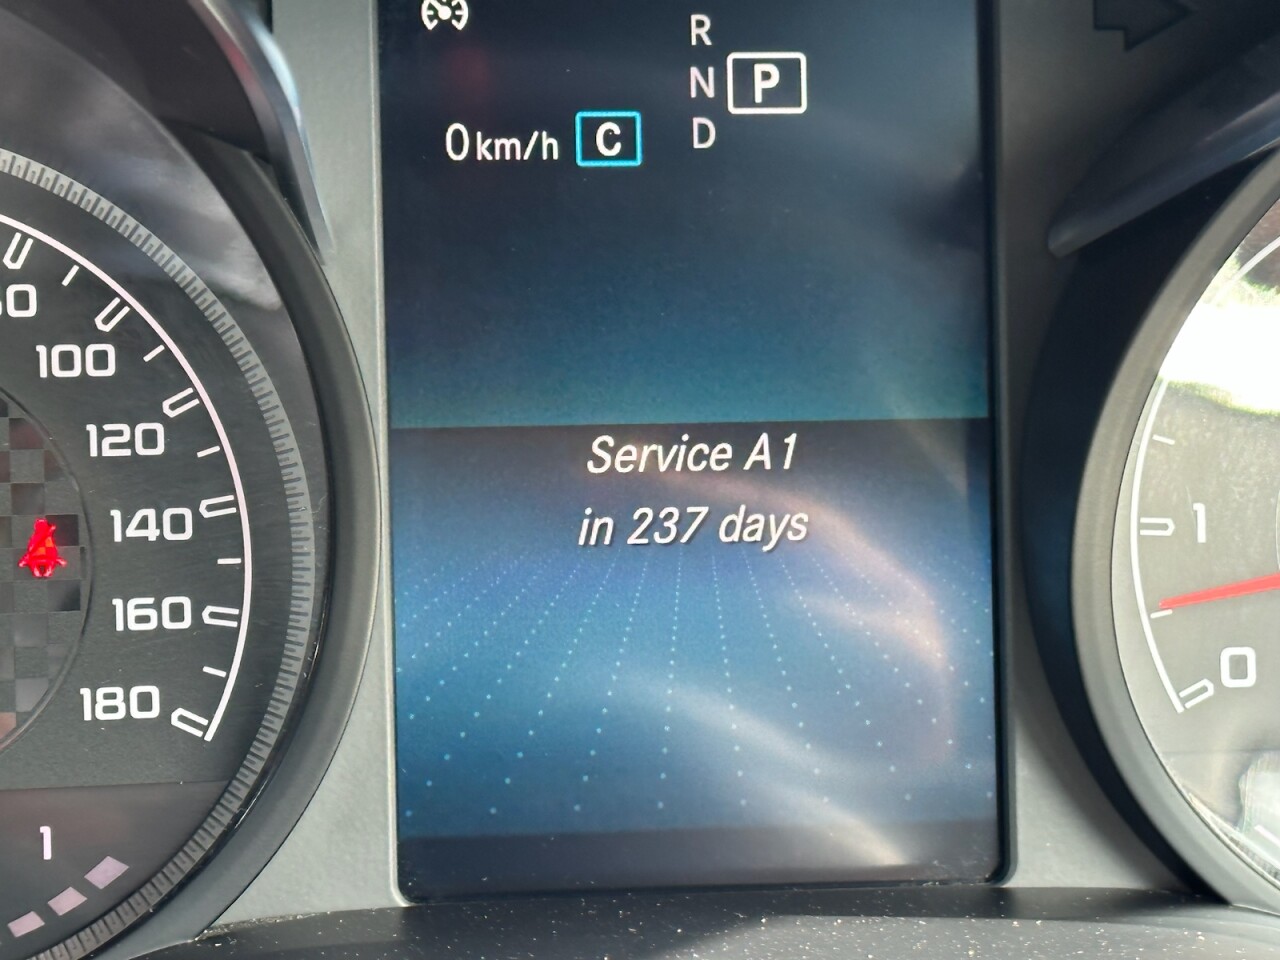 R
N P
D
0 km/h C
100
120
140
160
180
1
Service A1
in 237 days
1
0